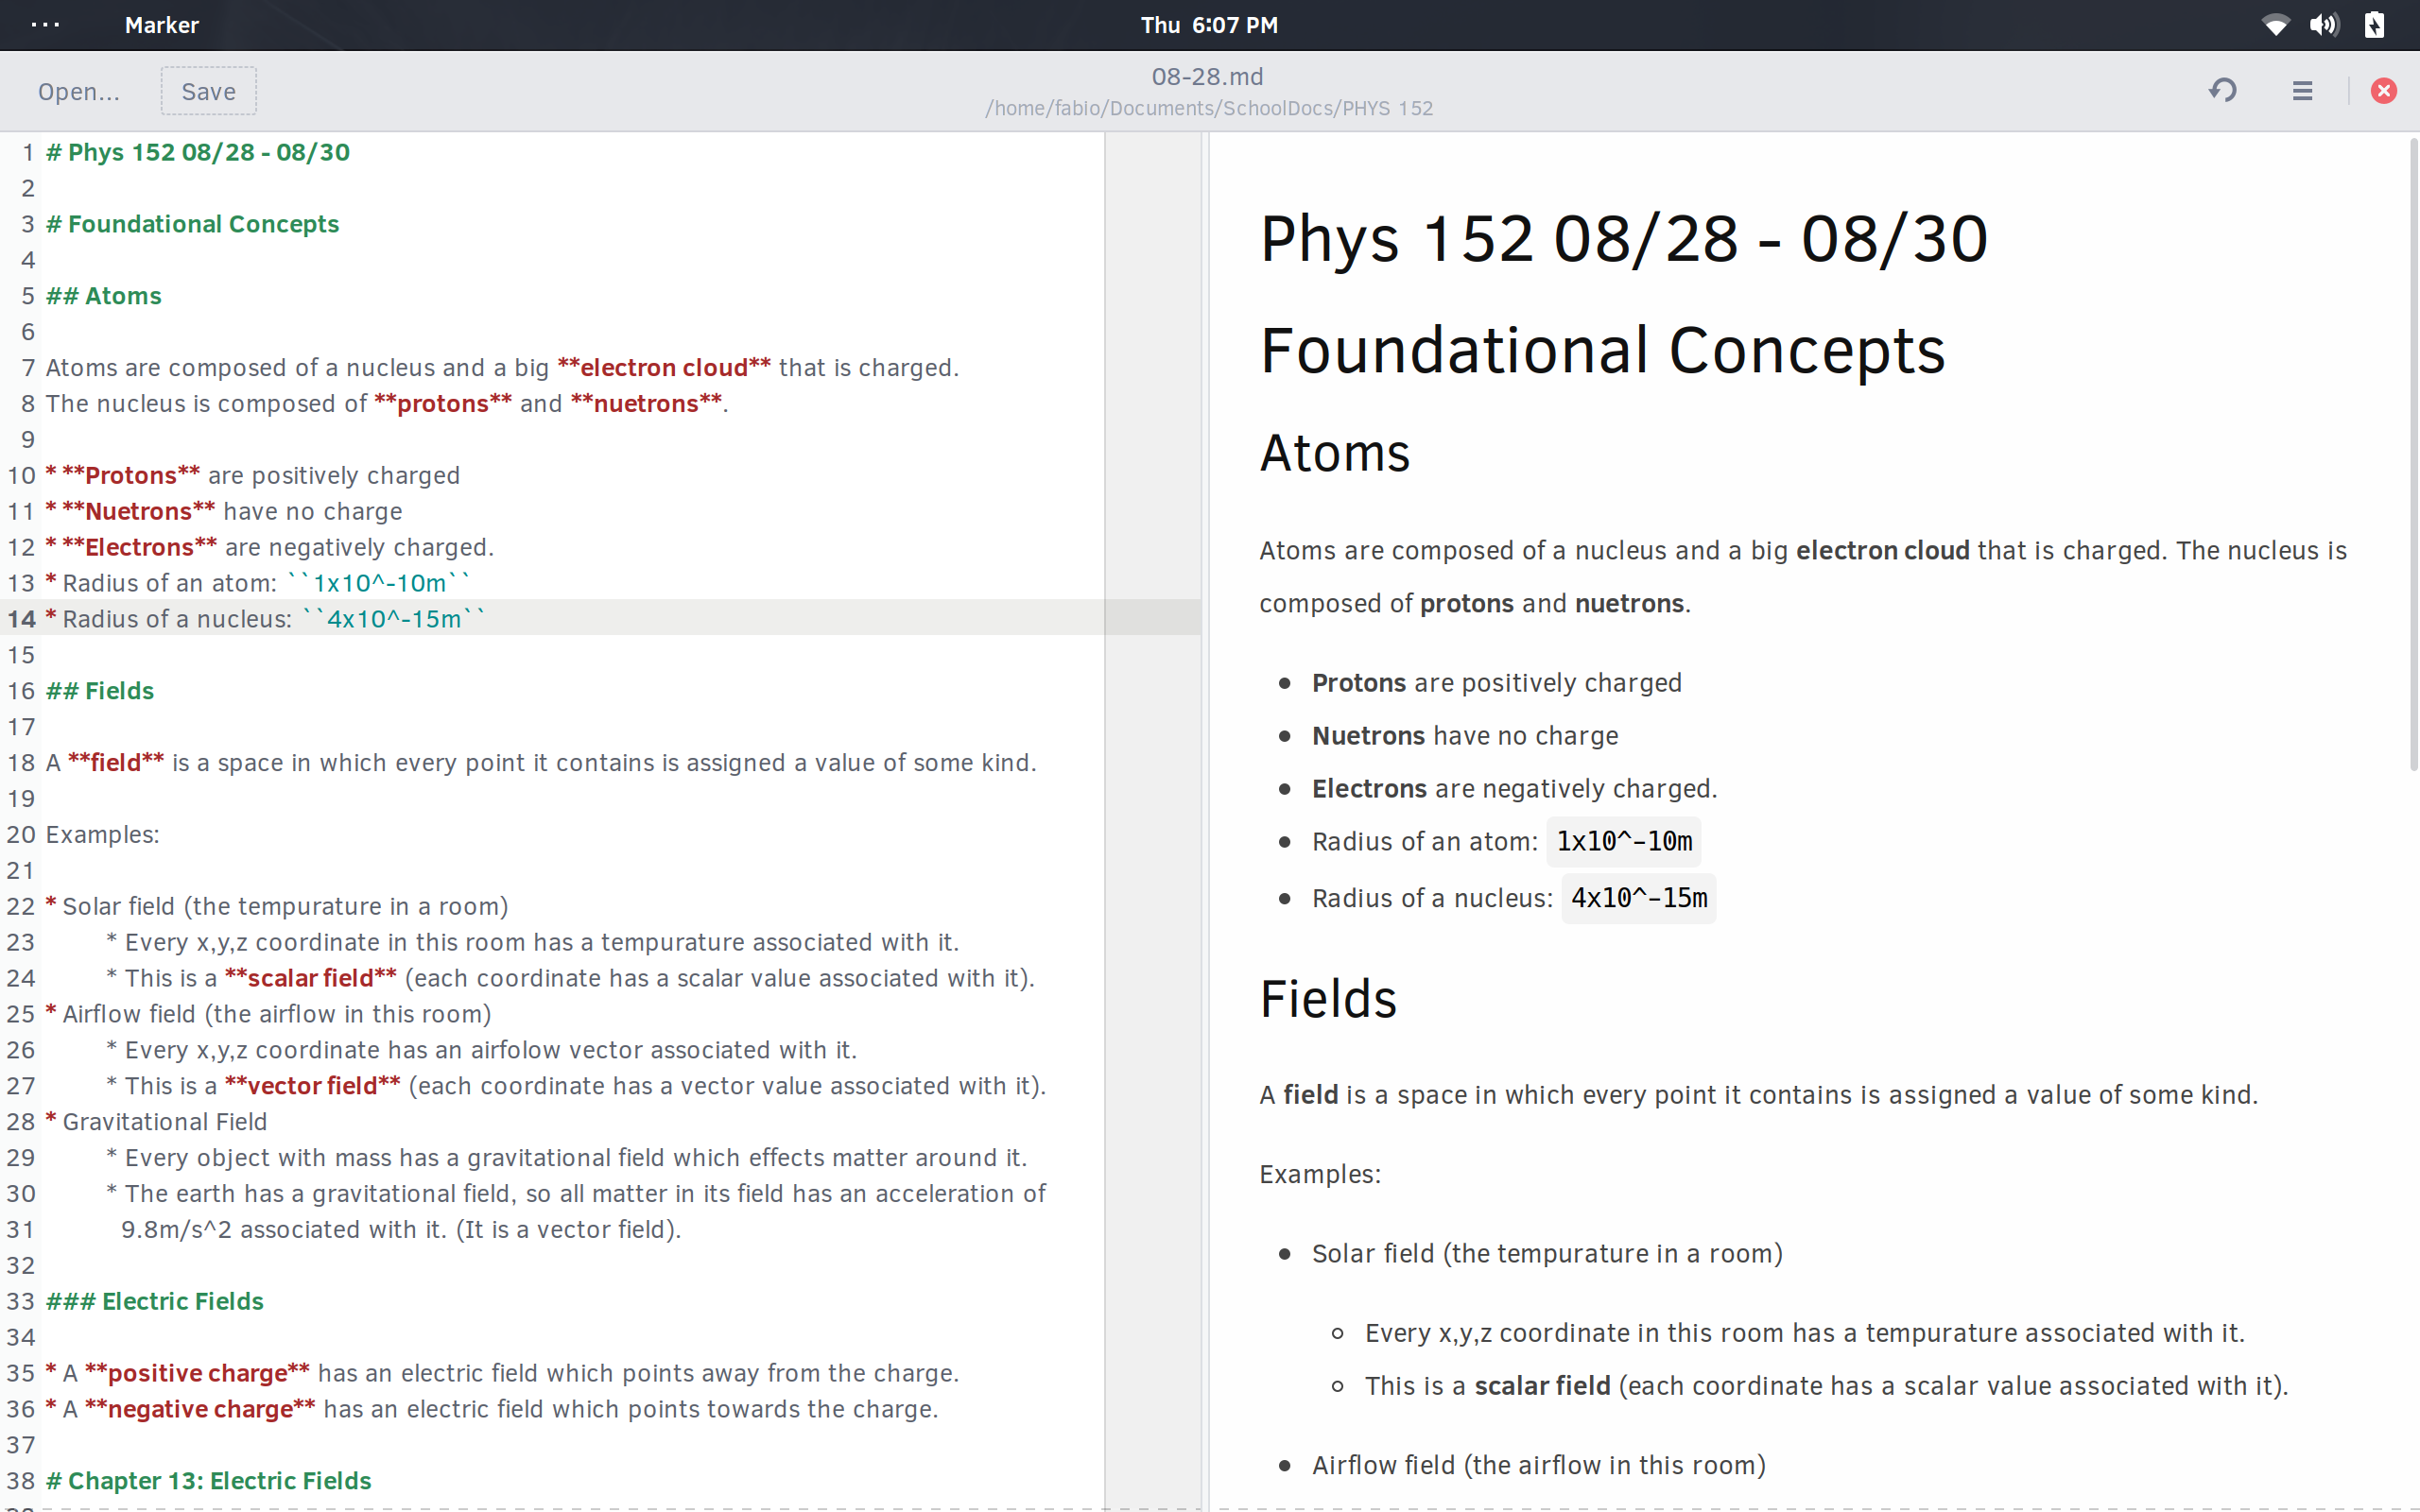 Marker
Thu 6:07 PM
Open...
Save
08-28.md
/home/fabio/Documents/SchoolDocs/PHYS 152
1 # Phys 152 08/28 - 08/30
2
3 # Foundational Concepts
4
5 ## Atoms
6
7 Atoms are composed of a nucleus and a big **electron cloud** that is charged.
8 The nucleus is composed of **protons** and **nuetrons**.
9
10 * **Protons** are positively charged
11 * **Nuetrons** have no charge
12 * **Electrons** are negatively charged.
13 * Radius of an atom: ``1x10^-10m``
14 * Radius of a nucleus: ``4x10^-15m``
15
16 ## Fields
17
18 A **field** is a space in which every point it contains is assigned a value of some kind.
19
20 Examples:
21
22 * Solar field (the tempurature in a room)
23 * Every x,y,z coordinate in this room has a tempurature associated with it.
24 * This is a **scalar field** (each coordinate has a scalar value associated with it).
25 * Airflow field (the airflow in this room)
26 * Every x,y,z coordinate has an airfolow vector associated with it.
27 * This is a **vector field** (each coordinate has a vector value associated with it).
28 * Gravitational Field
29 * Every object with mass has a gravitational field which effects matter around it.
30 * The earth has a gravitational field, so all matter in its field has an acceleration of
31 9.8m/s^2 associated with it. (It is a vector field).
32
33 ### Electric Fields
34
35 * A **positive charge** has an electric field which points away from the charge.
36 * A **negative charge** has an electric field which points towards the charge.
37
38 # Chapter 13: Electric Fields
Phys 152 08/28 - 08/30
Foundational Concepts
Atoms
Atoms are composed of a nucleus and a big electron cloud that is charged. The nucleus is
composed of protons and nuetrons.
• Protons are positively charged
• Nuetrons have no charge
• Electrons are negatively charged.
• Radius of an atom: 1x10^-10m
• Radius of a nucleus: 4x10^-15m
Fields
A field is a space in which every point it contains is assigned a value of some kind.
Examples:
• Solar field (the tempurature in a room)
◦ Every x,y,z coordinate in this room has a tempurature associated with it.
◦ This is a scalar field (each coordinate has a scalar value associated with it).
• Airflow field (the airflow in this room)